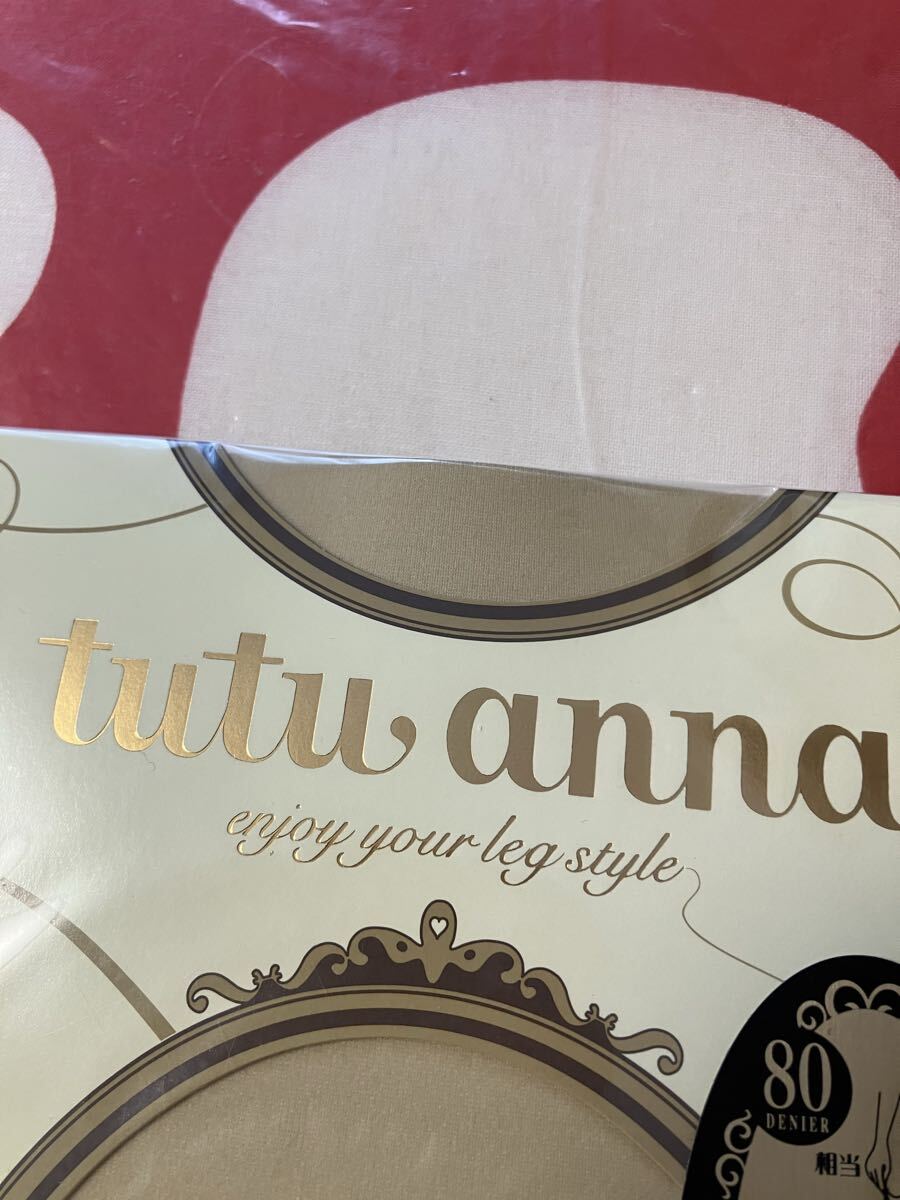 tutu anna
enjoy your leg style
80
DENIER
相当